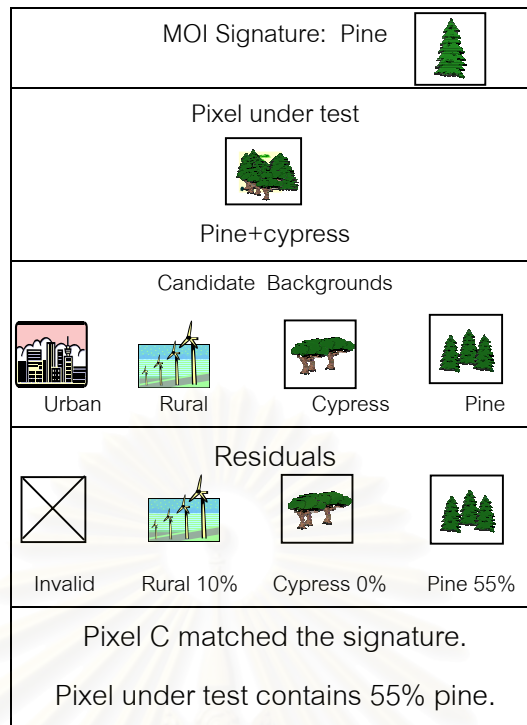 MOI Signature: Pine
Pixel under test
Pine+cypress
Candidate Backgrounds
Urban Rural Cypress Pine
Residuals
Invalid Rural 10% Cypress 0% Pine 55%
Pixel C matched the signature.
Pixel under test contains 55% pine.